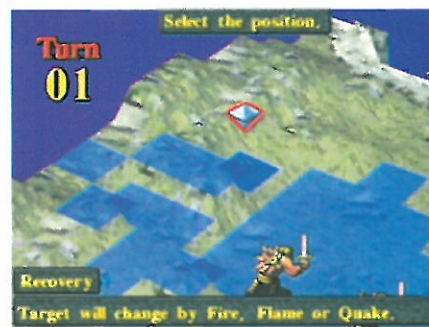 Select the position.
Turn
01
Recovery
Target will change by Fire, Flame or Quake.